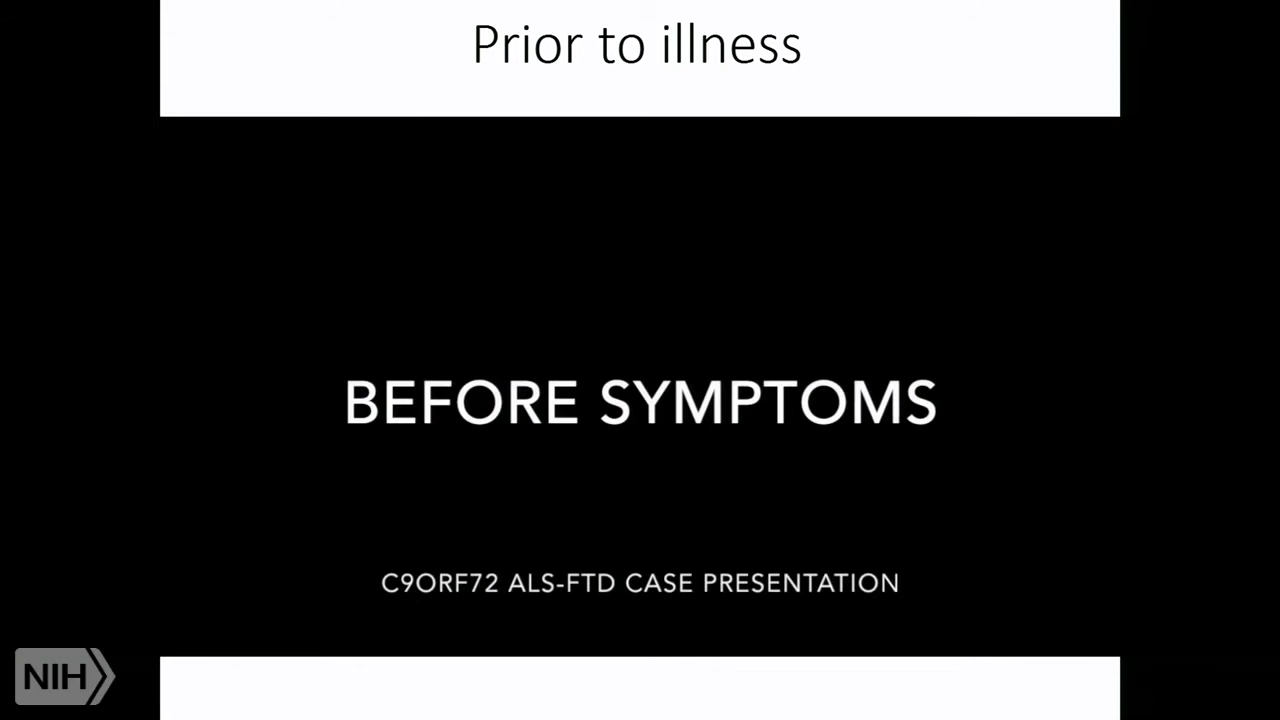 Prior to illness
BEFORE SYMPTOMS
C9ORF72 ALS-FTD CASE PRESENTATION
NIH